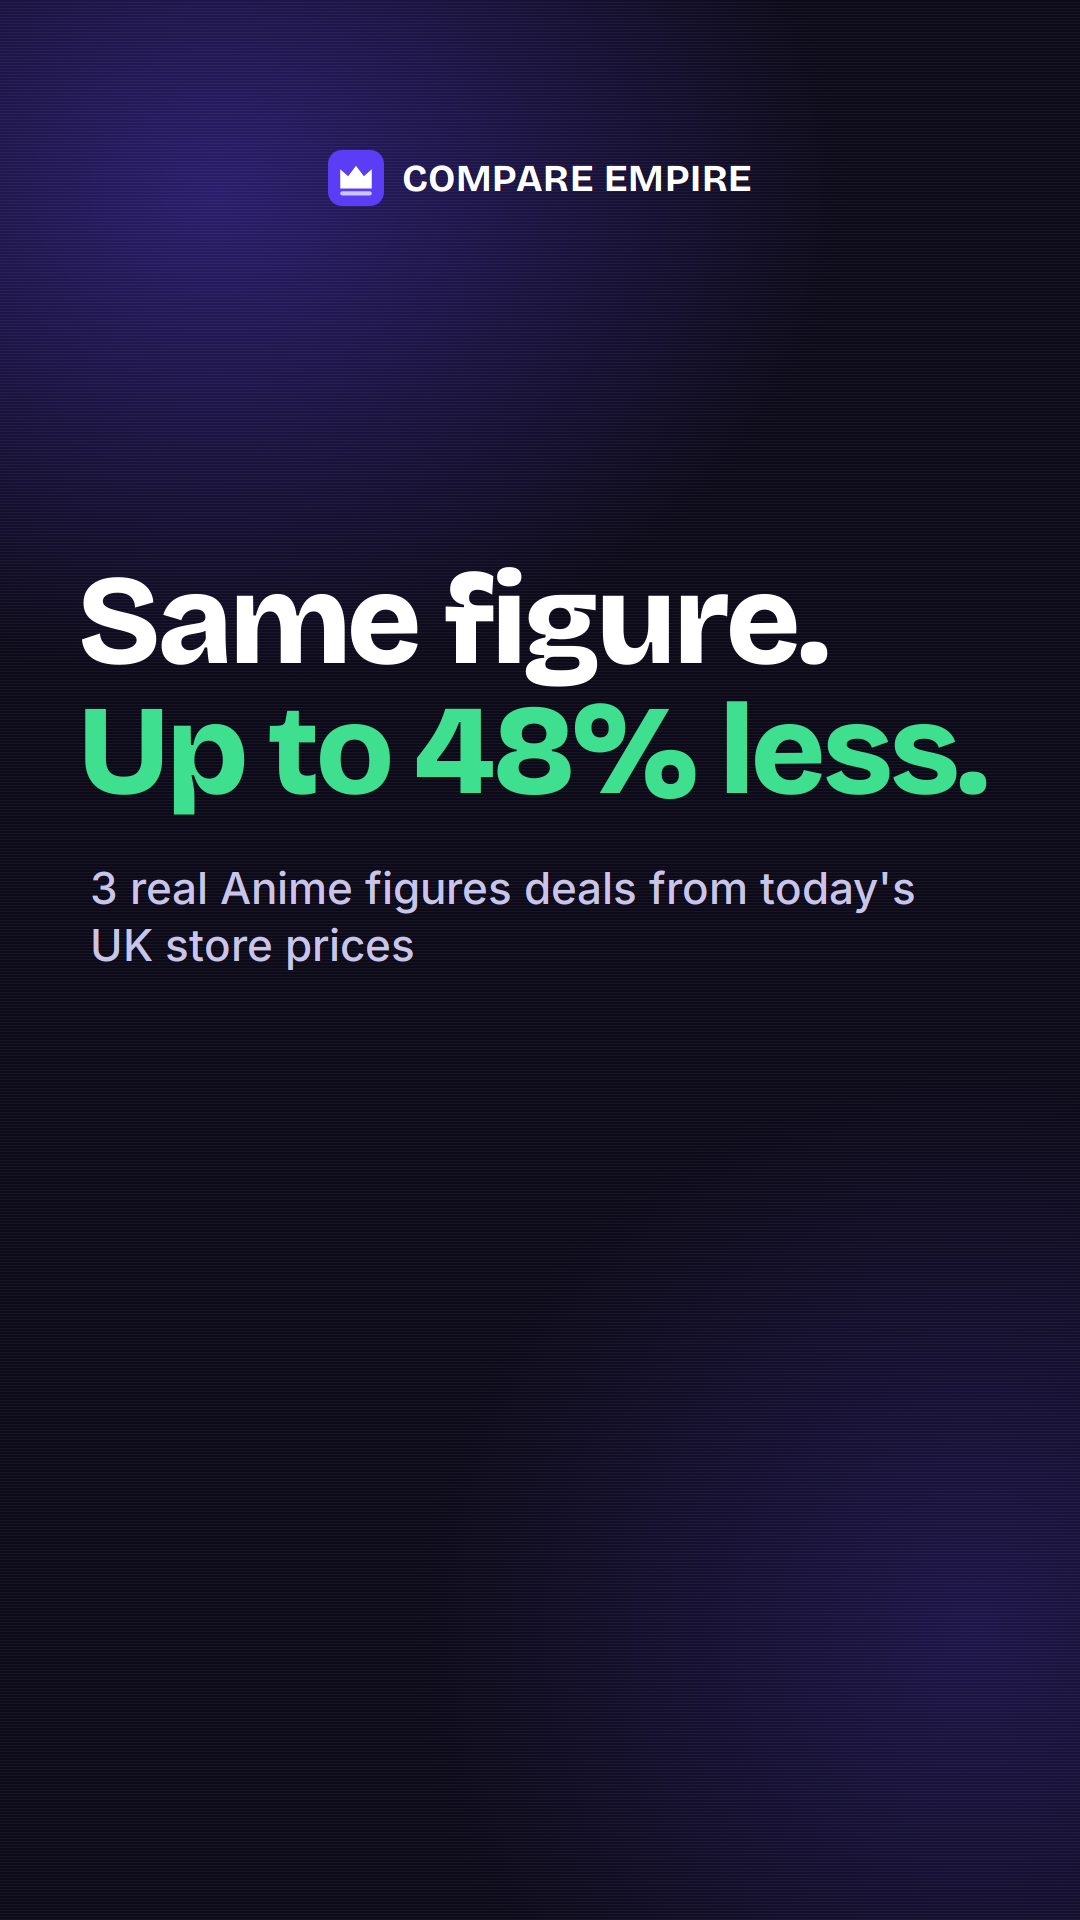 COMPARE EMPIRE
Same figure.
Up to 48% less.
3 real Anime figures deals from today's
UK store prices